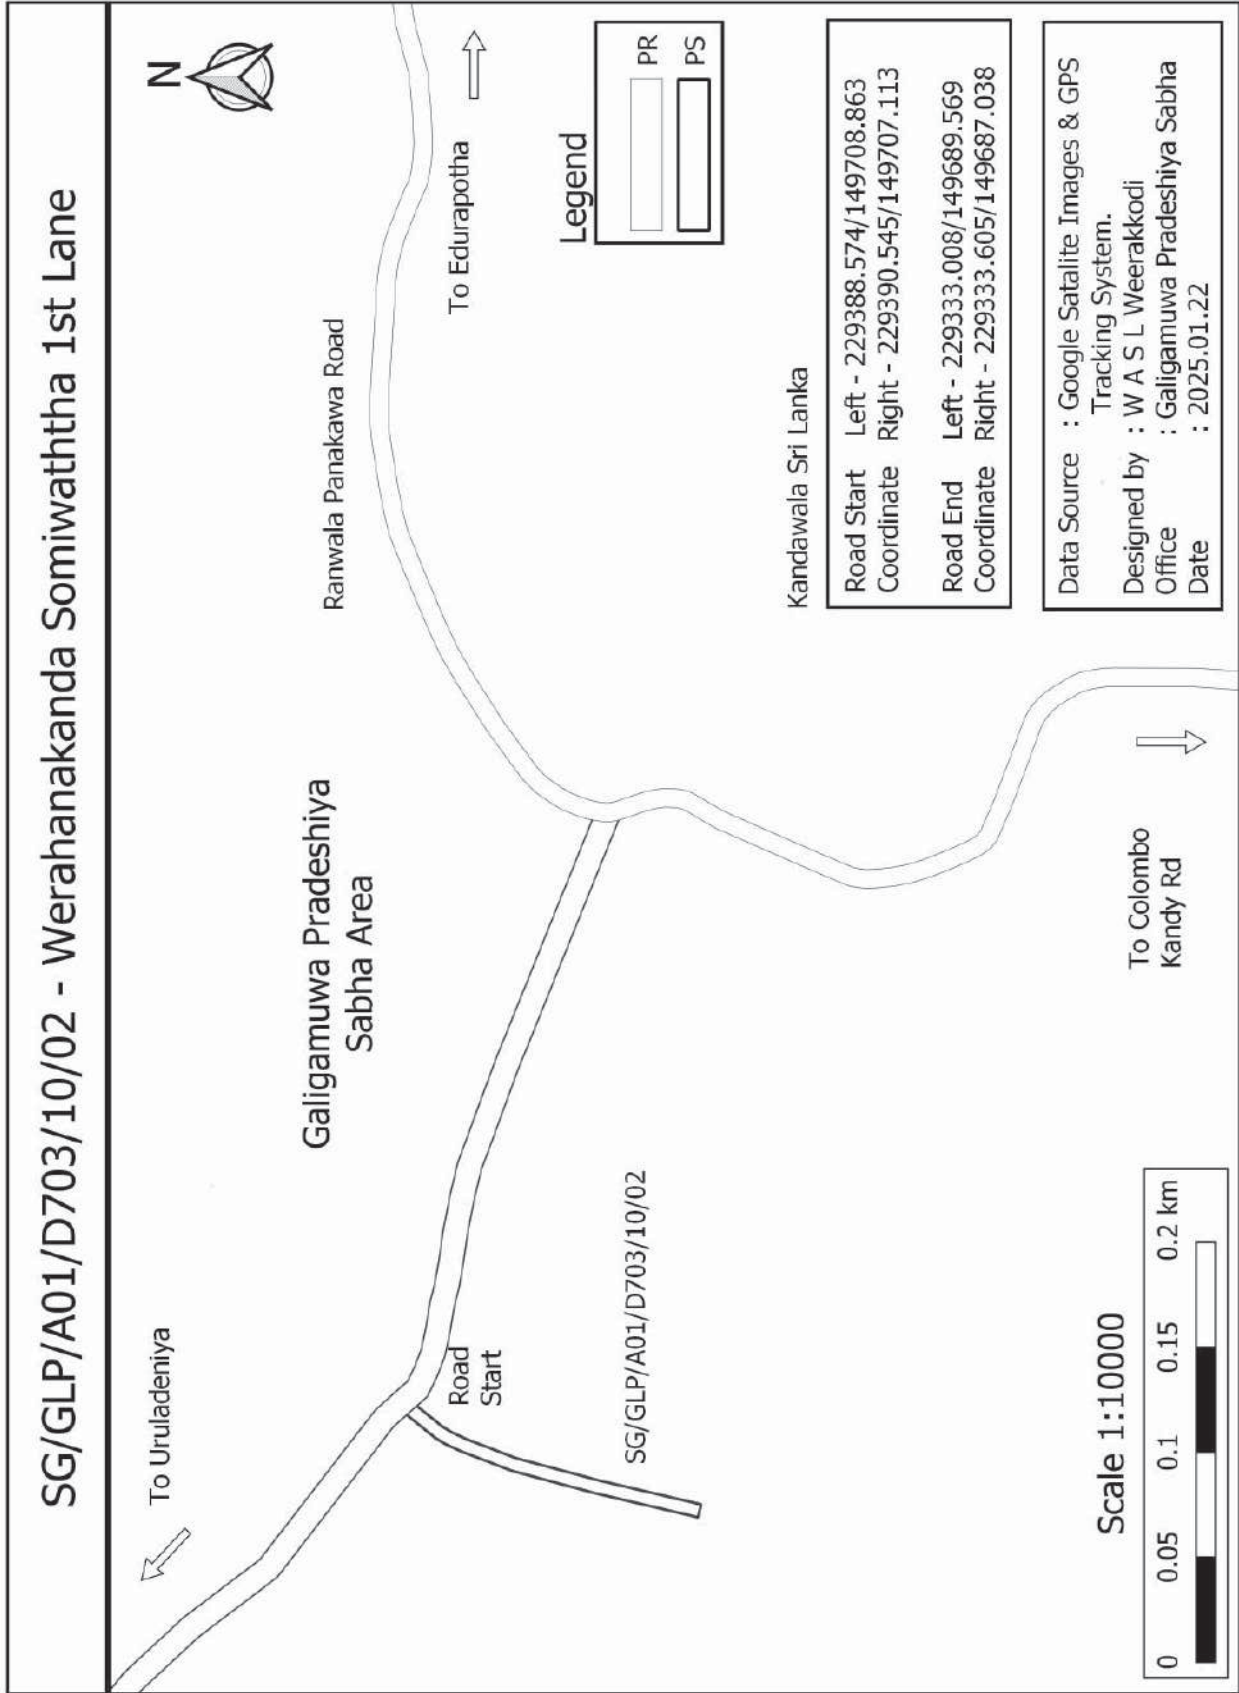 SG/GLP/A01/D703/10/02 - Werahanakanda Somiwaththa 1st Lane
N
To Uruladeniya
Galigamuwa Pradeshiya
Sabha Area
Ranwala Panakawa Road
To Edurapotha
Road
Start
SG/GLP/A01/D703/10/02
Legend
PR
PS
Kandawala Sri Lanka
Road Start Left - 229388.574/149708.863
Coordinate Right - 229390.545/149707.113
Road End Left - 229333.008/149689.569
Coordinate Right - 229333.605/149687.038
To Colombo
Kandy Rd
Scale 1:10000
0 0.05 0.1 0.15 0.2 km
Data Source : Google Satalite Images & GPS
Tracking System.
Designed by : W A S L Weerakkodi
Office : Galigamuwa Pradeshiya Sabha
Date : 2025.01.22